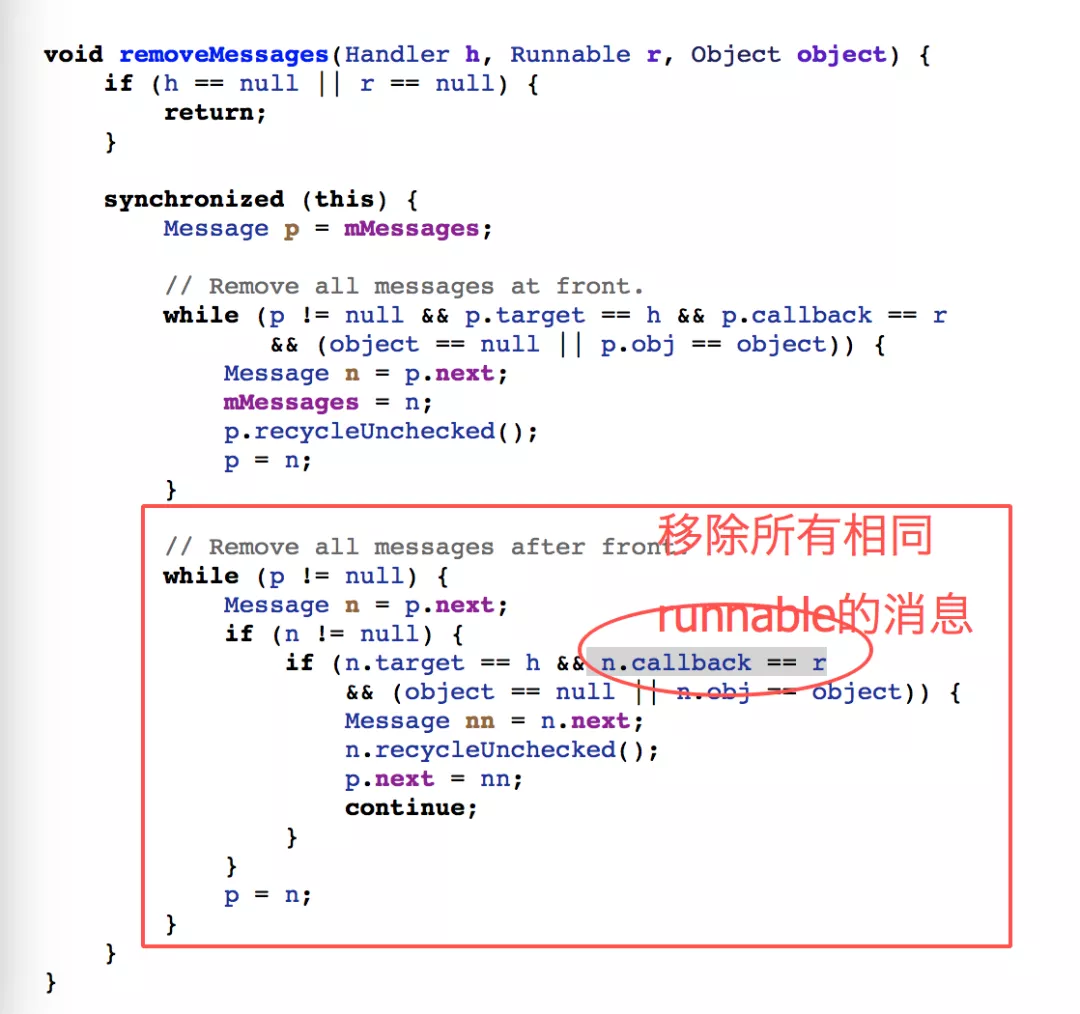 void removeMessages(Handler h, Runnable r, Object object) {
if (h == null || r == null) {
return;
}
synchronized (this) {
Message p = mMessages;
// Remove all messages at front.
while (p != null && p.target == h && p.callback == r
&& (object == null || p.obj == object)) {
Message n = p.next;
mMessages = n;
p.recycleUnchecked();
p = n;
}
// Remove all messages after front.
移除所有相同
while (p != null) {
Message n = p.next;
runnable的消息
if (n != null) {
if (n.target == h && n.callback == r
&& (object == null || n.obj == object)) {
Message nn = n.next;
n.recycleUnchecked();
p.next = nn;
continue;
}
}
p = n;
}
}
}